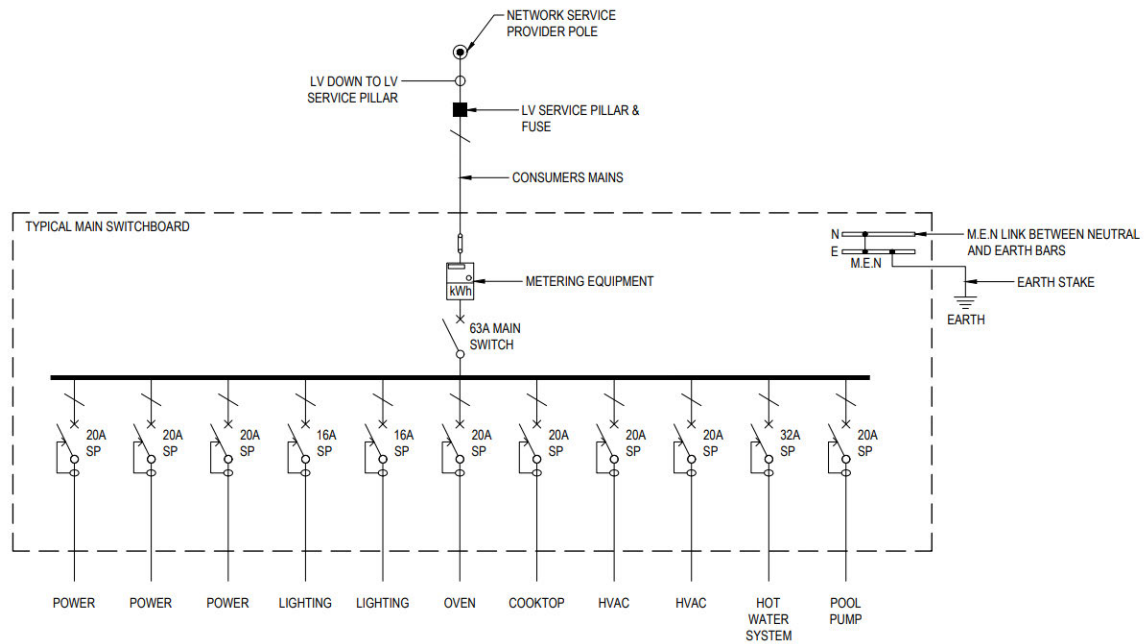 NETWORK SERVICE
PROVIDER POLE
LV DOWN TO LV
SERVICE PILLAR
LV SERVICE PILLAR &
FUSE
CONSUMERS MAINS
TYPICAL MAIN SWITCHBOARD
N
E
M.E.N
M.E.N LINK BETWEEN NEUTRAL
AND EARTH BARS
EARTH STAKE
EARTH
kWh
METERING EQUIPMENT
63A MAIN
SWITCH
20A
SP
20A
SP
20A
SP
16A
SP
16A
SP
20A
SP
20A
SP
20A
SP
20A
SP
32A
SP
20A
SP
POWER
POWER
POWER
LIGHTING
LIGHTING
OVEN
COOKTOP
HVAC
HVAC
HOT
WATER
SYSTEM
POOL
PUMP